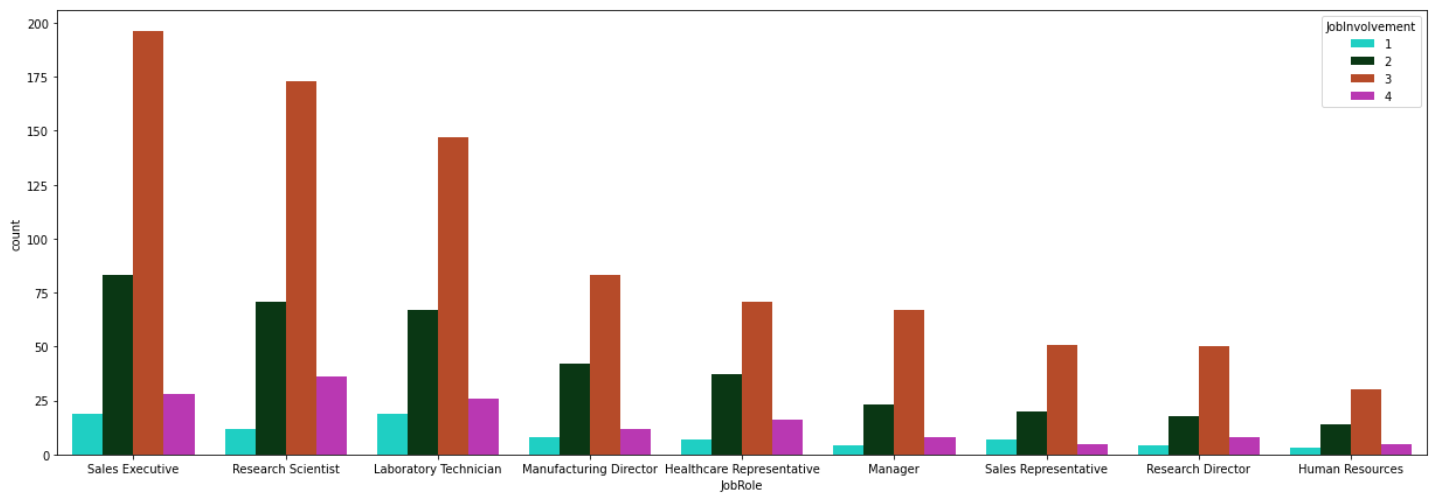 200
175
150
125
100
75
50
25
0
count
JobInvolvement
1
2
3
4
Sales Executive
Research Scientist
Laboratory Technician
Manufacturing Director
Healthcare Representative
Manager
Sales Representative
Research Director
Human Resources
JobRole